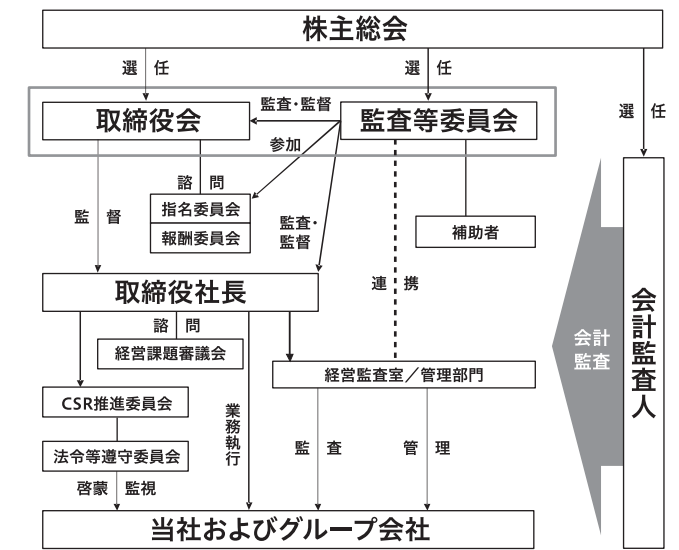 株主総会
選 任
選 任
選 任
取締役会
監査・監督
監査等委員会
参加
諮 問
指名委員会
報酬委員会
監 督
監査・
監督
補助者
連 携
取締役社長
諮 問
経営課題審議会
会計
監査
会計監査人
経営監査室／管理部門
CSR推進委員会
業務執行
法令等遵守委員会
監 査
管 理
啓蒙 監視
当社およびグループ会社